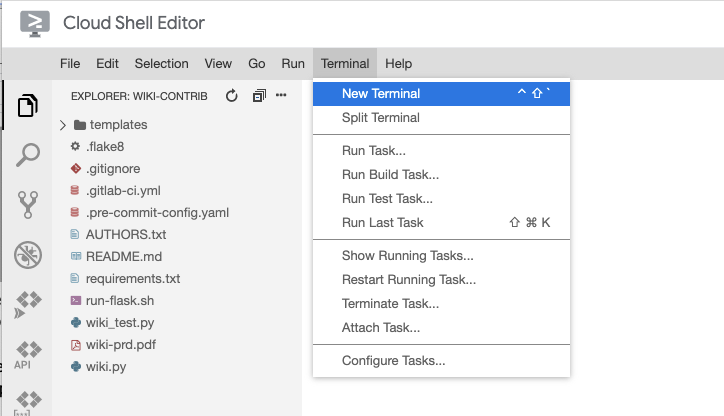 Cloud Shell Editor
File Edit Selection View Go Run Terminal Help
EXPLORER: WIKI-CONTRIB
templates
.flake8
.gitignore
.gitlab-ci.yml
.pre-commit-config.yaml
AUTHORS.txt
README.md
requirements.txt
run-flask.sh
wiki_test.py
wiki-prd.pdf
wiki.py
New Terminal ^ ⇧ `
Split Terminal
Run Task...
Run Build Task...
Run Test Task...
Run Last Task ⇧ ⌘ K
Show Running Tasks...
Restart Running Task...
Terminate Task...
Attach Task...
Configure Tasks...
API